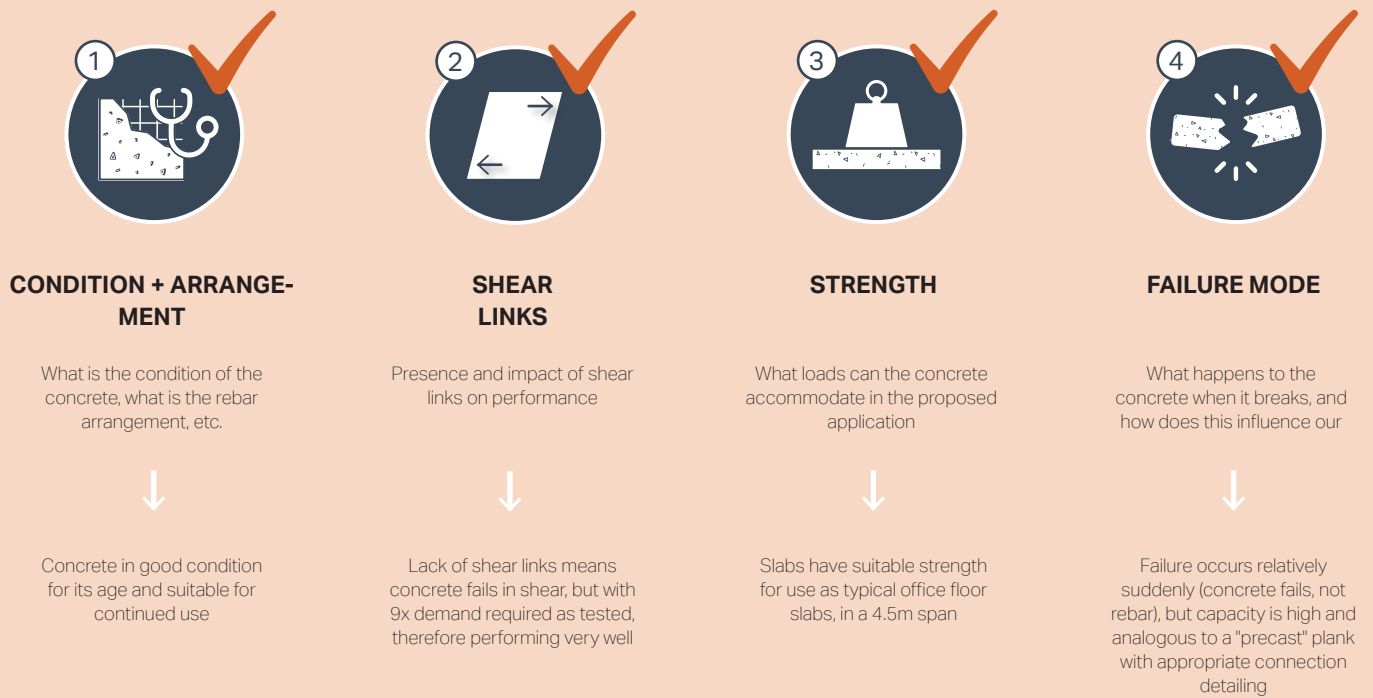 1
CONDITION + ARRANGE-
MENT
What is the condition of the
concrete, what is the rebar
arrangement, etc.
Concrete in good condition
for its age and suitable for
continued use
2
SHEAR
LINKS
Presence and impact of shear
links on performance
Lack of shear links means
concrete fails in shear, but with
9x demand required as tested,
therefore performing very well
3
STRENGTH
What loads can the concrete
accommodate in the proposed
application
Slabs have suitable strength
for use as typical office floor
slabs, in a 4.5m span
4
FAILURE MODE
What happens to the
concrete when it breaks, and
how does this influence our
Failure occurs relatively
suddenly (concrete fails, not
rebar), but capacity is high and
analogous to a "precast" plank
with appropriate connection
detailing